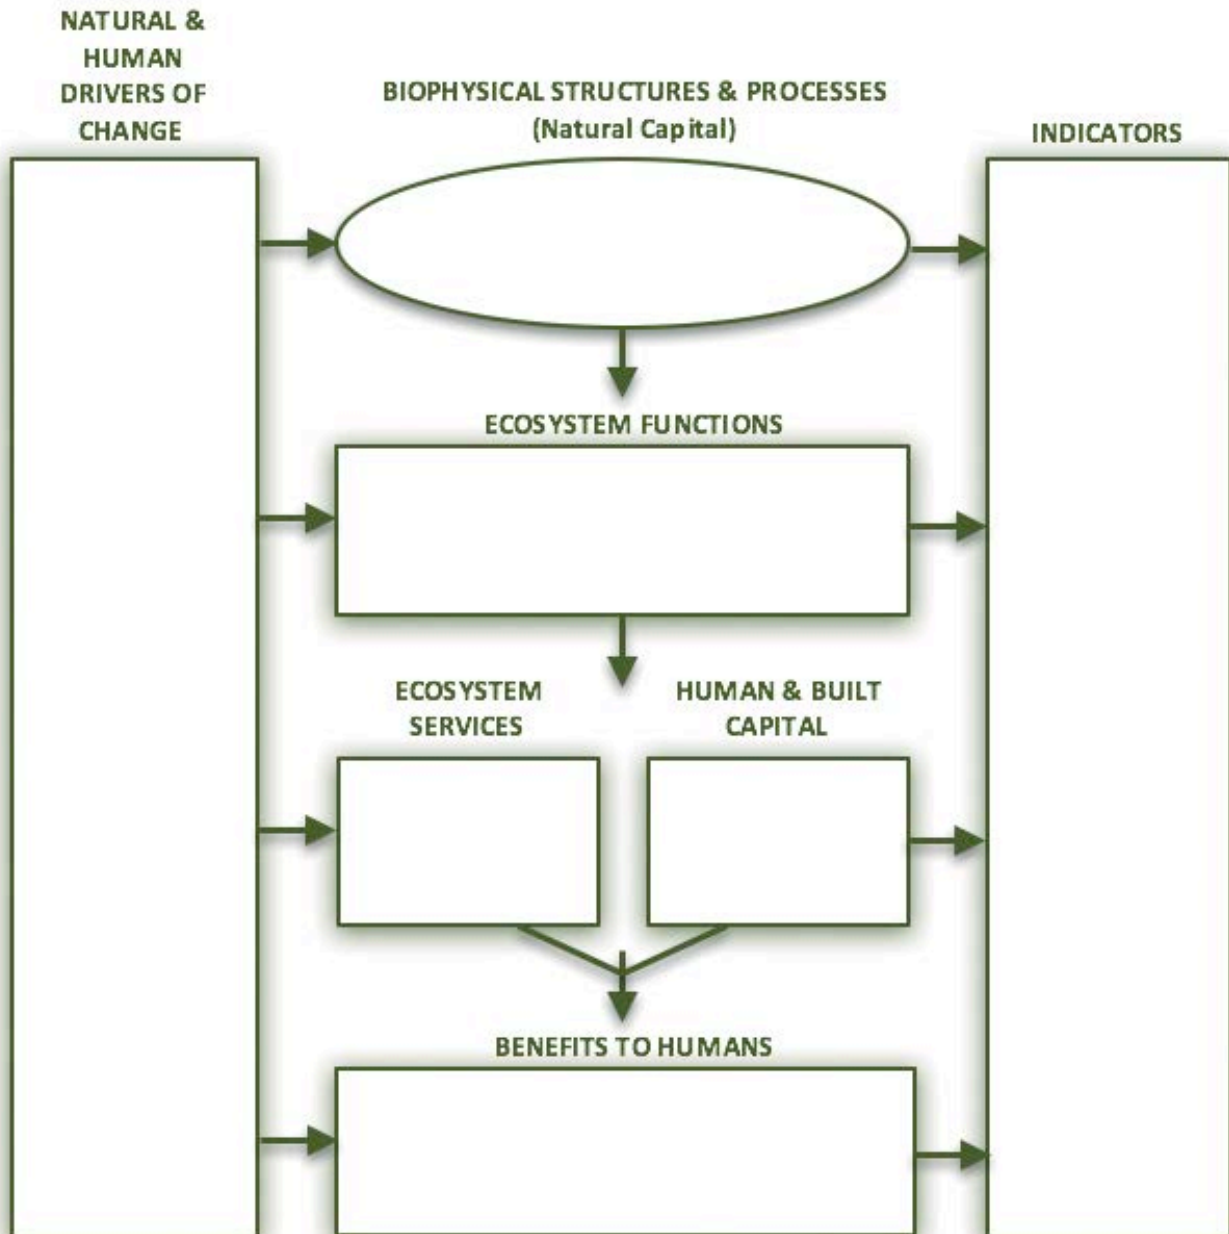 NATURAL &
HUMAN
DRIVERS OF
CHANGE
BIOPHYSICAL STRUCTURES & PROCESSES
(Natural Capital)
INDICATORS
ECOSYSTEM FUNCTIONS
ECOSYSTEM
SERVICES
HUMAN & BUILT
CAPITAL
BENEFITS TO HUMANS